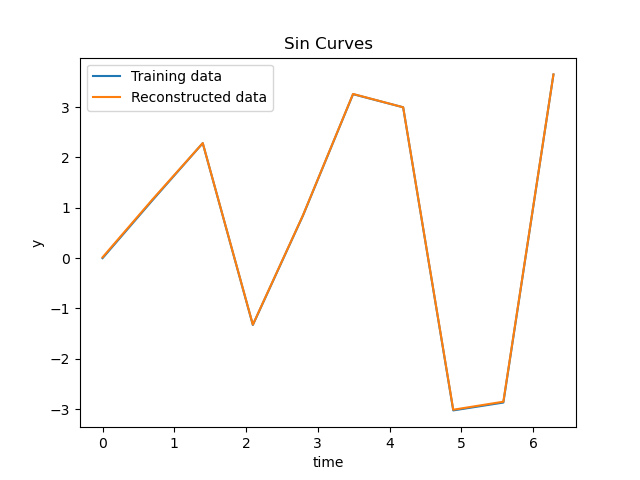 Sin Curves
Training data
Reconstructed data
3
2
1
0
−1
−2
−3
y
0 1 2 3 4 5 6
time